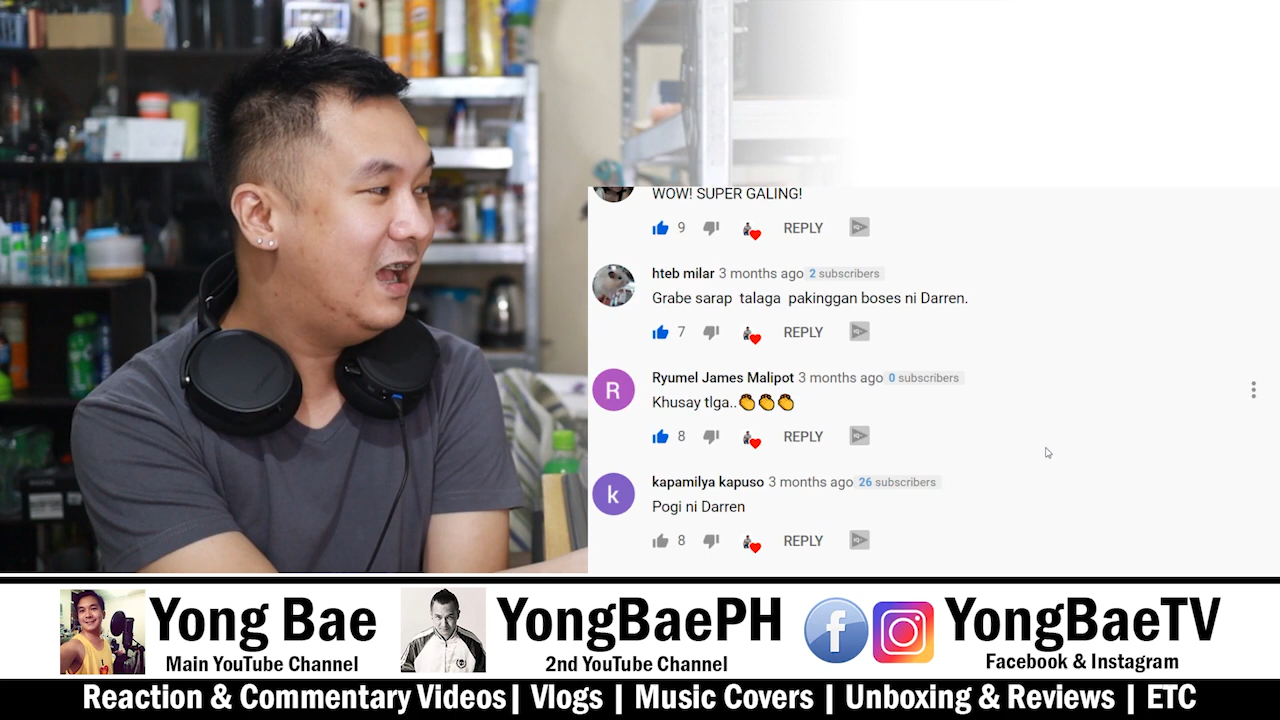 WOW! SUPER GALING!
9 REPLY
hteb milar 3 months ago 2 subscribers
Grabe sarap talaga pakinggan boses ni Darren.
7 REPLY
R
Ryumel James Malipot 3 months ago 0 subscribers
Khusay tlga..👏👏👏
8 REPLY
k
kapamilya kapuso 3 months ago 26 subscribers
Pogi ni Darren
8 REPLY
Yong Bae
Main YouTube Channel
YongBaePH
2nd YouTube Channel
f
YongBaeTV
Facebook & Instagram
Reaction & Commentary Videos | Vlogs | Music Covers | Unboxing & Reviews | ETC